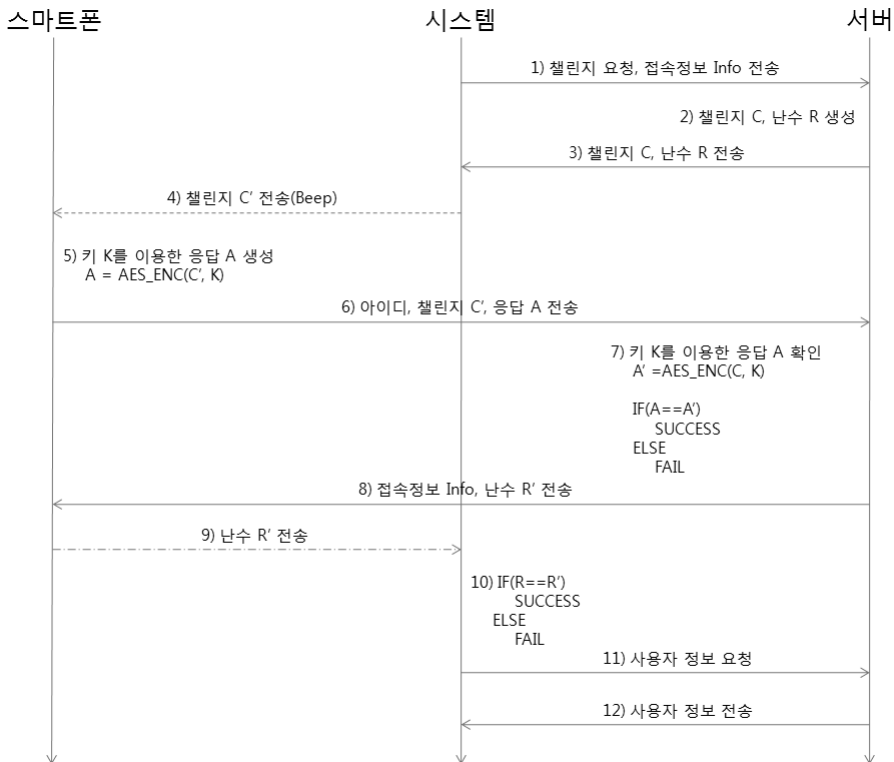 스마트폰 시스템 서버
1) 챌린지 요청, 접속정보 Info 전송
2) 챌린지 C, 난수 R 생성
3) 챌린지 C, 난수 R 전송
4) 챌린지 C′ 전송(Beep)
5) 키 K를 이용한 응답 A 생성
A = AES_ENC(C′, K)
6) 아이디, 챌린지 C′, 응답 A 전송
7) 키 K를 이용한 응답 A 확인
A′ =AES_ENC(C, K)
IF(A==A′)
SUCCESS
ELSE
FAIL
8) 접속정보 Info, 난수 R′ 전송
9) 난수 R′ 전송
10) IF(R==R′)
SUCCESS
ELSE
FAIL
11) 사용자 정보 요청
12) 사용자 정보 전송